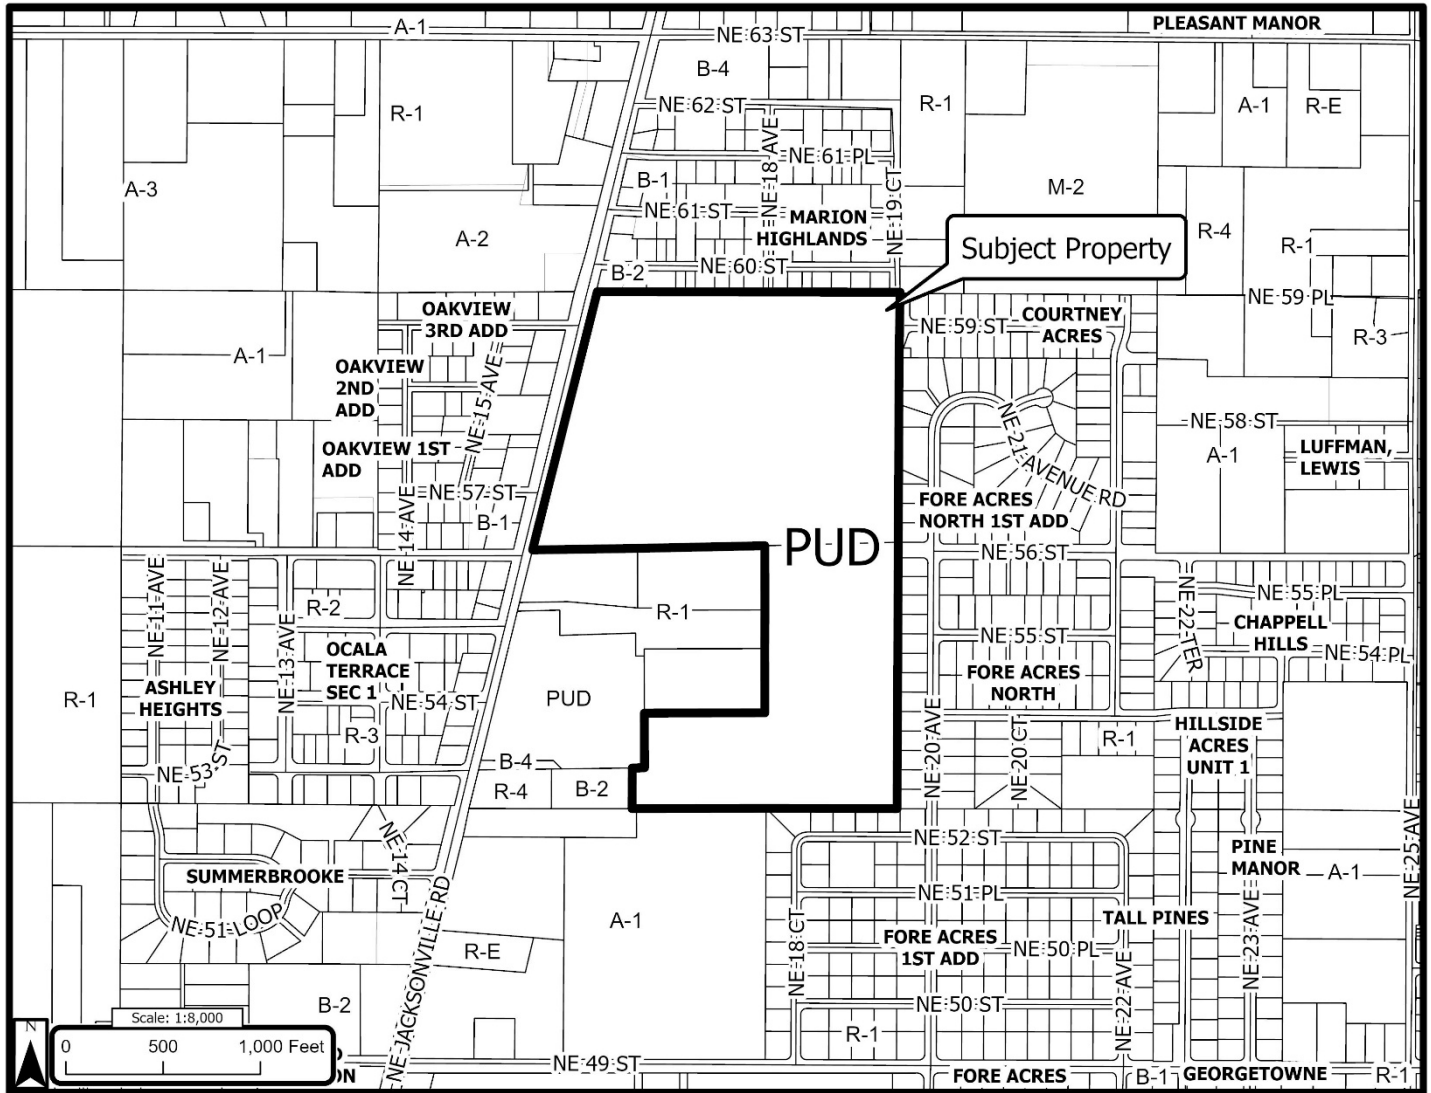 PLEASANT MANOR
A-1
NE 63 ST
B-4
R-1
NE 62 ST
R-1
A-1
R-E
NE 18 AVE
NE 61 PL
A-3
B-1
NE 19 CT
M-2
NE 61 ST
MARION
HIGHLANDS
A-2
R-4
R-1
Subject Property
B-2
NE 60 ST
NE 59 PL
OAKVIEW
3RD ADD
NE 59 ST
COURTNEY
ACRES
R-3
A-1
OAKVIEW
2ND
ADD
NE 15 AVE
NE 21 AVENUE RD
NE 58 ST
A-1
LUFFMAN,
LEWIS
OAKVIEW 1ST
ADD
NE 57 ST
B-1
NE 14 AVE
FORE ACRES
NORTH 1ST ADD
PUD
NE 56 ST
NE 11 AVE
NE 12 AVE
R-2
R-1
NE 22 TER
NE 55 PL
CHAPPELL
HILLS
NE 54 PL
NE 13 AVE
OCALA
TERRACE
SEC 1
NE 55 ST
FORE ACRES
NORTH
R-1
ASHLEY
HEIGHTS
NE 54 ST
PUD
R-3
NE 20 AVE
NE 20 CT
R-1
HILLSIDE
ACRES
UNIT 1
NE 53 ST
B-4
R-4
B-2
NE 14 CT
NE 52 ST
PINE
MANOR
A-1
NE 25 AVE
SUMMERBROOKE
NE 51 LOOP
NE JACKSONVILLE RD
A-1
NE 51 PL
TALL PINES
NE 23 AVE
NE 18 CT
FORE ACRES
1ST ADD
NE 50 PL
R-E
NE 22 AVE
B-2
NE 50 ST
R-1
N
Scale: 1:8,000
0 500 1,000 Feet
NE 49 ST
FORE ACRES
B-1
GEORGETOWNE
R-1